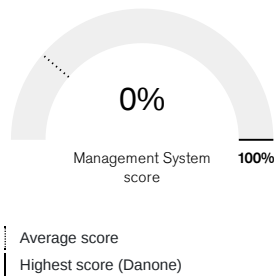 0%
Management System
score
100%
Average score
Highest score (Danone)